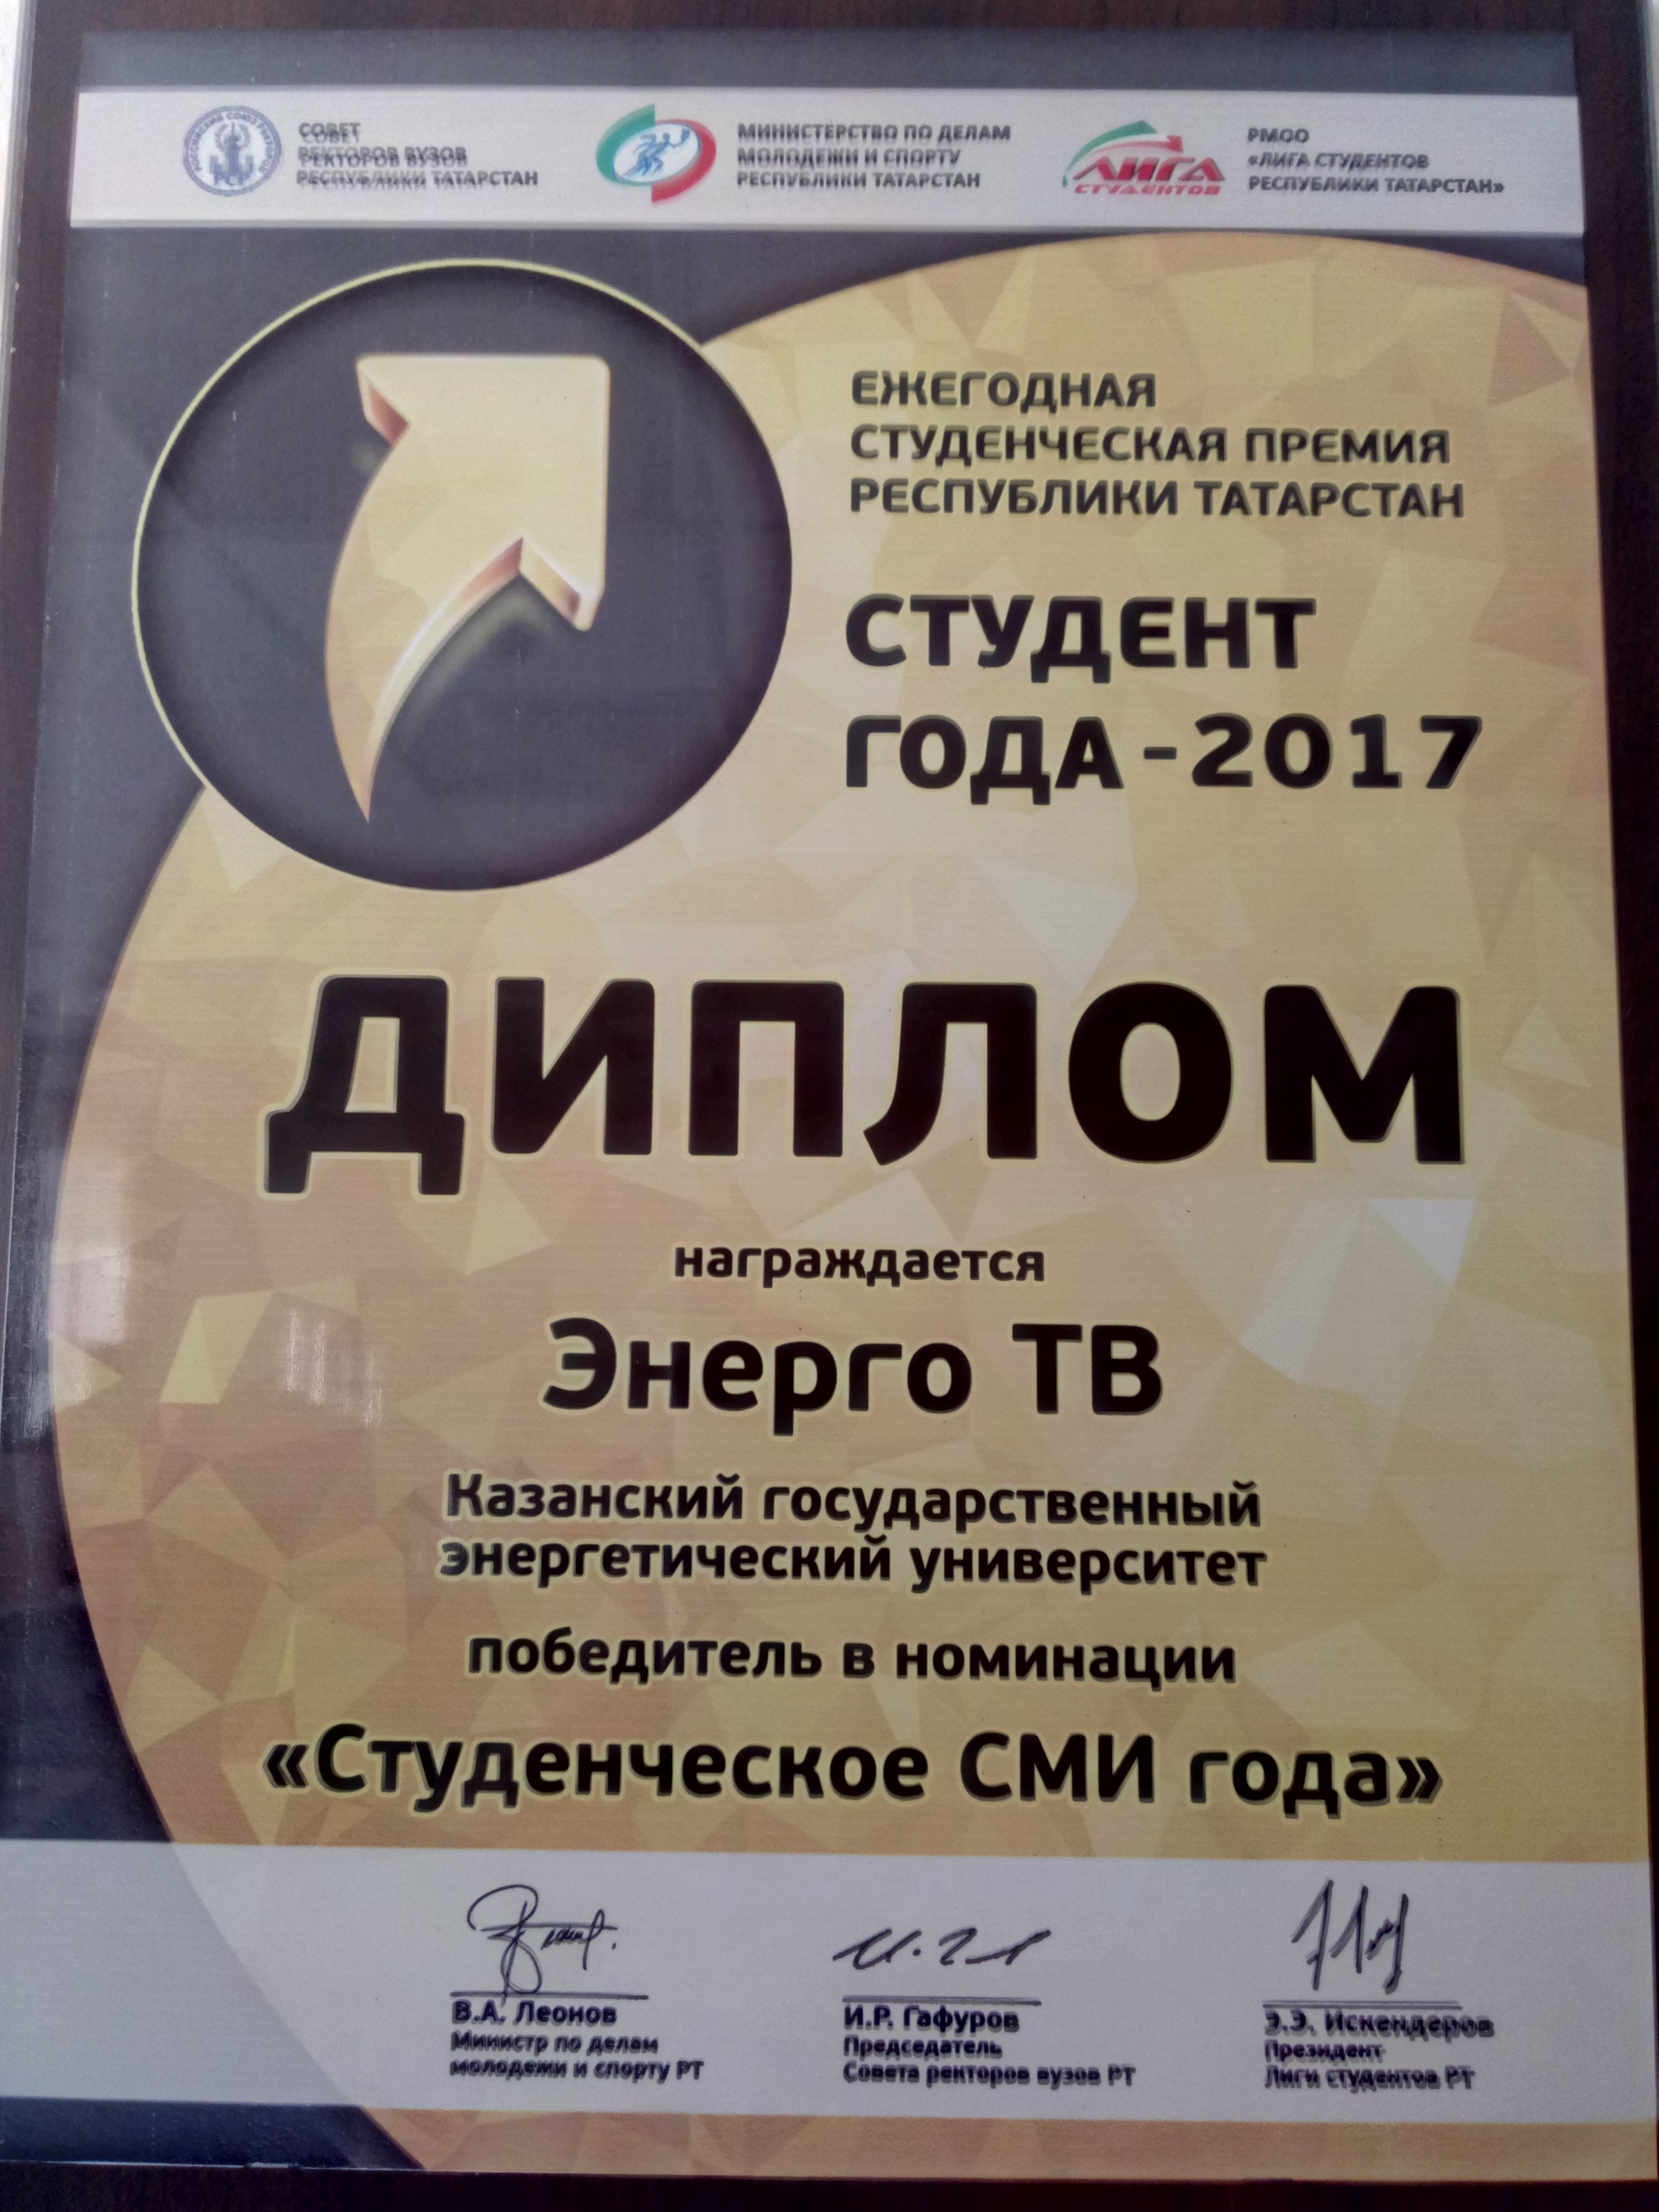 СОВЕТ
РЕКТОРОВ ВУЗОВ
РЕСПУБЛИКИ ТАТАРСТАН
МИНИСТЕРСТВО ПО ДЕЛАМ
МОЛОДЕЖИ И СПОРТУ
РЕСПУБЛИКИ ТАТАРСТАН
ЛИГА
СТУДЕНТОВ
РМОО
«ЛИГА СТУДЕНТОВ
РЕСПУБЛИКИ ТАТАРСТАН»
ЕЖЕГОДНАЯ
СТУДЕНЧЕСКАЯ ПРЕМИЯ
РЕСПУБЛИКИ ТАТАРСТАН
СТУДЕНТ
ГОДА-2017
ДИПЛОМ
награждается
Энерго ТВ
Казанский государственный
энергетический университет
победитель в номинации
«Студенческое СМИ года»
В.А. Леонов
Министр по делам
молодежи и спорту РТ
И.Р. Гафуров
Председатель
Совета ректоров вузов РТ
Э.Э. Искендеров
Президент
Лиги студентов РТ